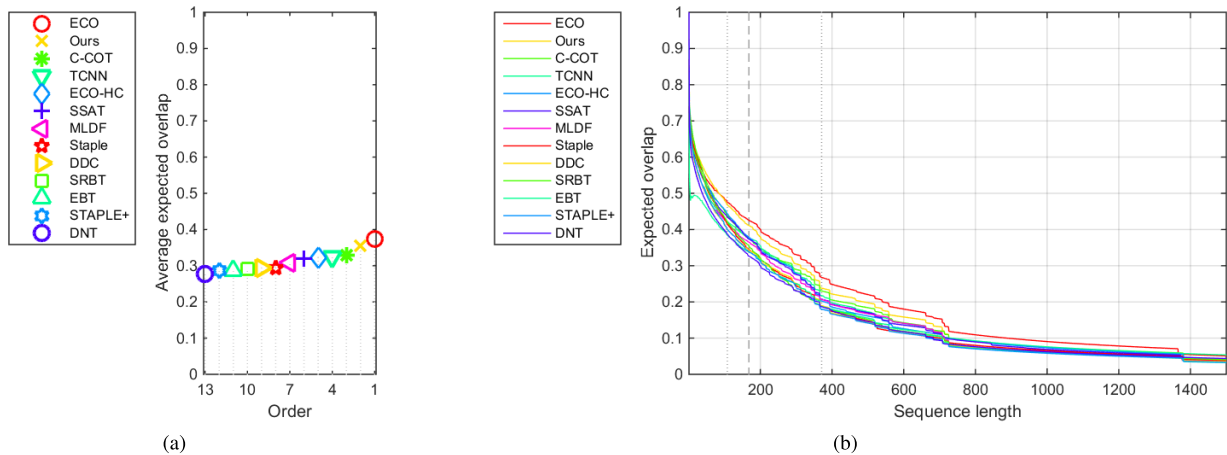 ECO
Ours
C-COT
TCNN
ECO-HC
SSAT
MLDF
Staple
DDC
SRBT
EBT
STAPLE+
DNT
Average expected overlap
1
0.9
0.8
0.7
0.6
0.5
0.4
0.3
0.2
0.1
0
13 10 7 4 1
Order
(a)
ECO
Ours
C-COT
TCNN
ECO-HC
SSAT
MLDF
Staple
DDC
SRBT
EBT
STAPLE+
DNT
Expected overlap
1
0.9
0.8
0.7
0.6
0.5
0.4
0.3
0.2
0.1
0
200 400 600 800 1000 1200 1400
Sequence length
(b)